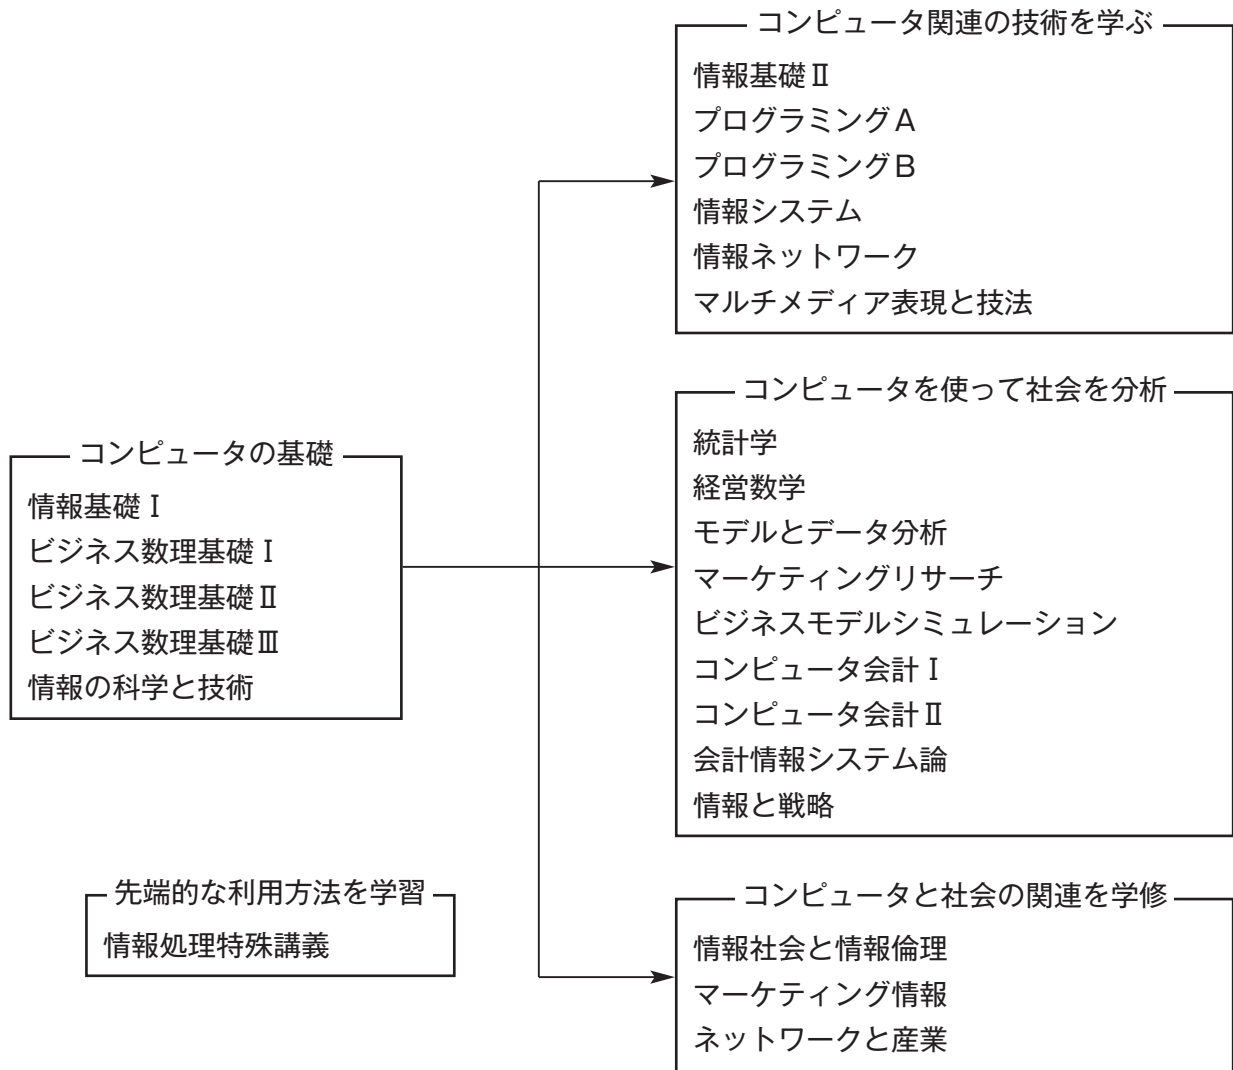 コンピュータの基礎
情報基礎Ⅰ
ビジネス数理基礎Ⅰ
ビジネス数理基礎Ⅱ
ビジネス数理基礎Ⅲ
情報の科学と技術
先端的な利用方法を学習
情報処理特殊講義
コンピュータ関連の技術を学ぶ
情報基礎Ⅱ
プログラミングA
プログラミングB
情報システム
情報ネットワーク
マルチメディア表現と技法
コンピュータを使って社会を分析
統計学
経営数学
モデルとデータ分析
マーケティングリサーチ
ビジネスモデルシミュレーション
コンピュータ会計Ⅰ
コンピュータ会計Ⅱ
会計情報システム論
情報と戦略
コンピュータと社会の関連を学修
情報社会と情報倫理
マーケティング情報
ネットワークと産業